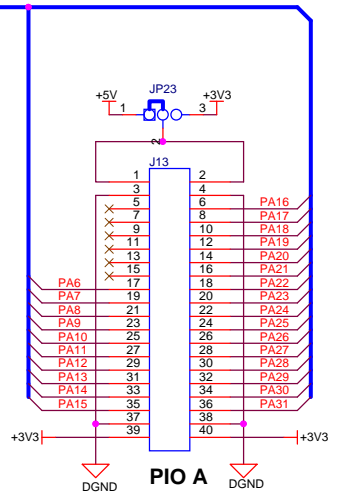 JP23
+5V +3V3
1 3
2
J13
1 2
3 4
5 6 PA16
7 8 PA17
9 10 PA18
11 12 PA19
13 14 PA20
15 16 PA21
PA6 17 18 PA22
PA7 19 20 PA23
PA8 21 22 PA24
PA9 23 24 PA25
PA10 25 26 PA26
PA11 27 28 PA27
PA12 29 30 PA28
PA13 31 32 PA29
PA14 33 34 PA30
PA15 35 36 PA31
37 38
+3V3 39 40 +3V3
PIO A
DGND DGND